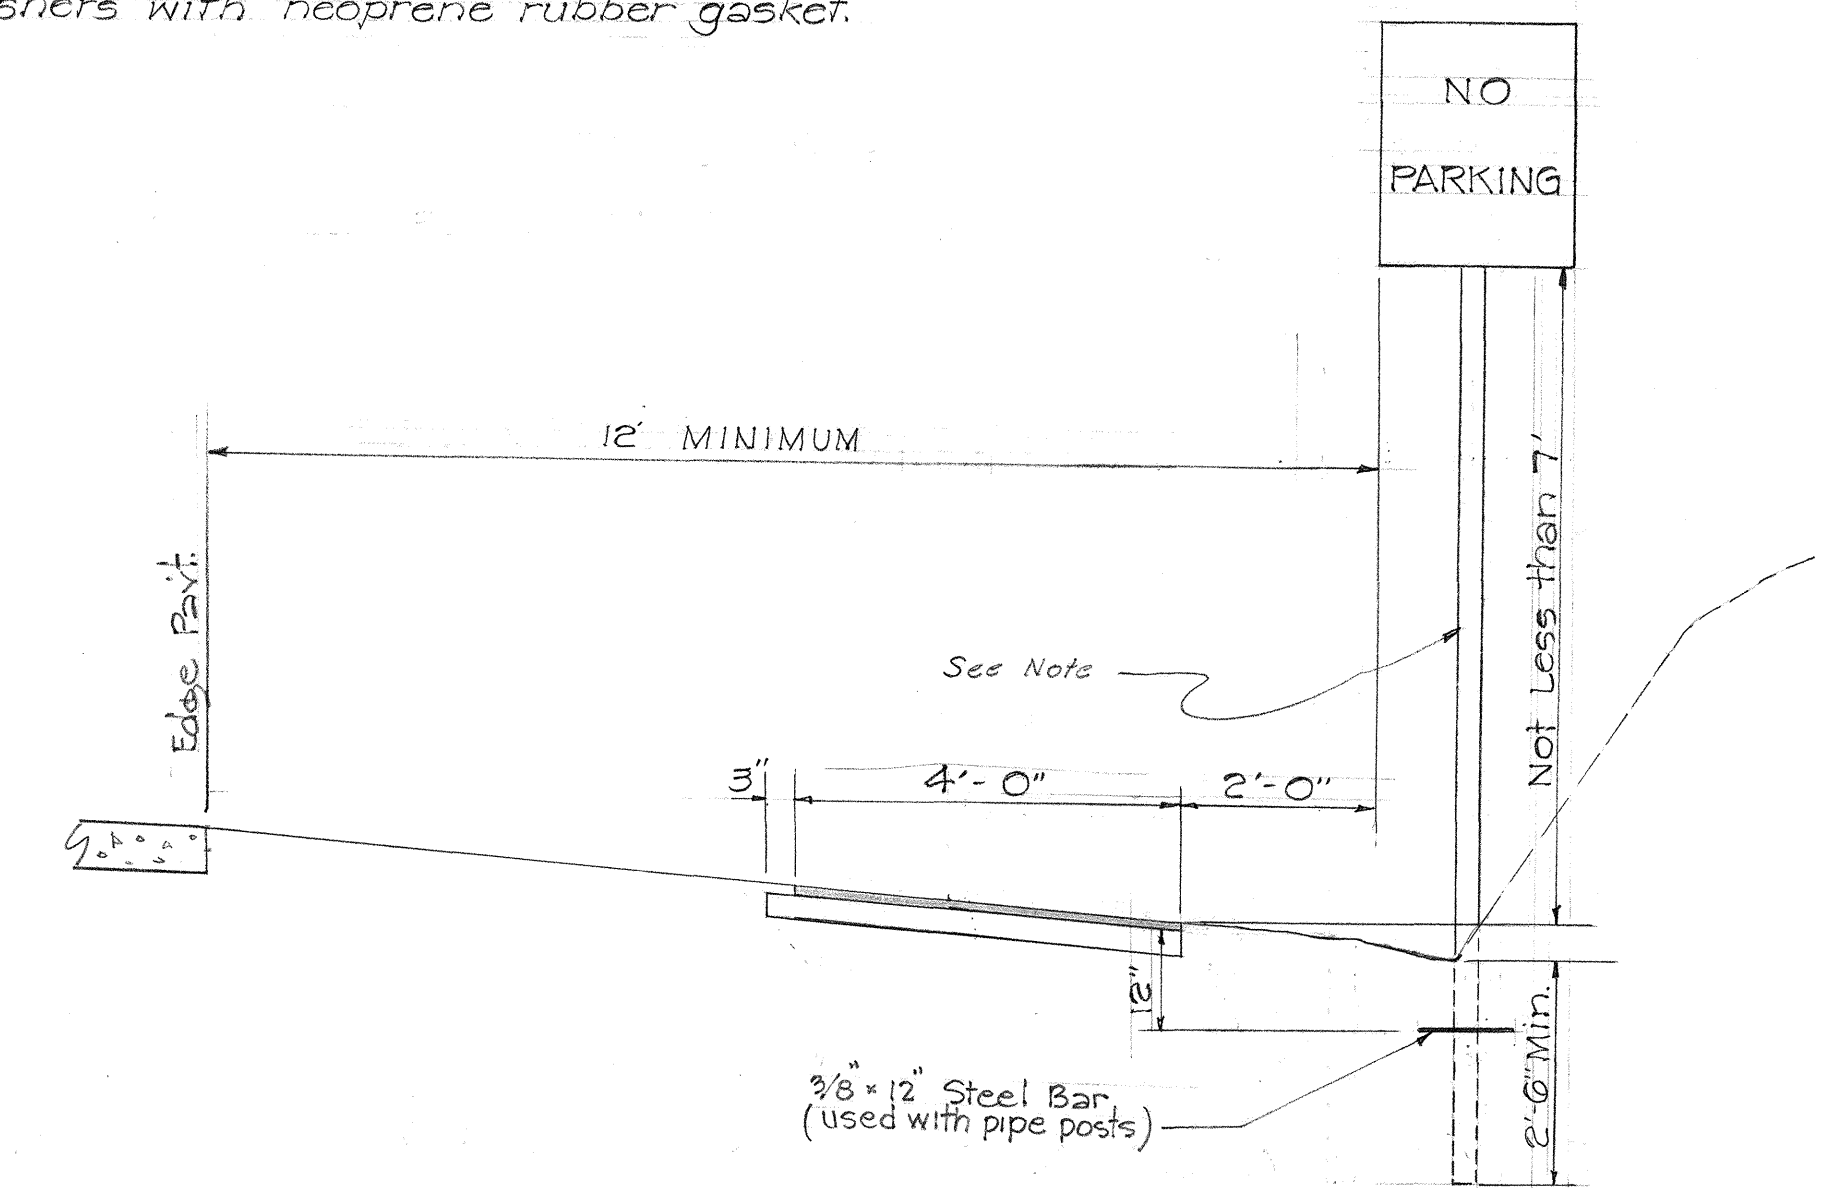 shers with neoprene rubber gasket.
NO
PARKING
12' MINIMUM
Edge Pav't.
Not Less than 7'
See Note
3"
4'-0"
2'-0"
12"
2'-6" Min.
3/8" x 12" Steel Bar
(used with pipe posts)